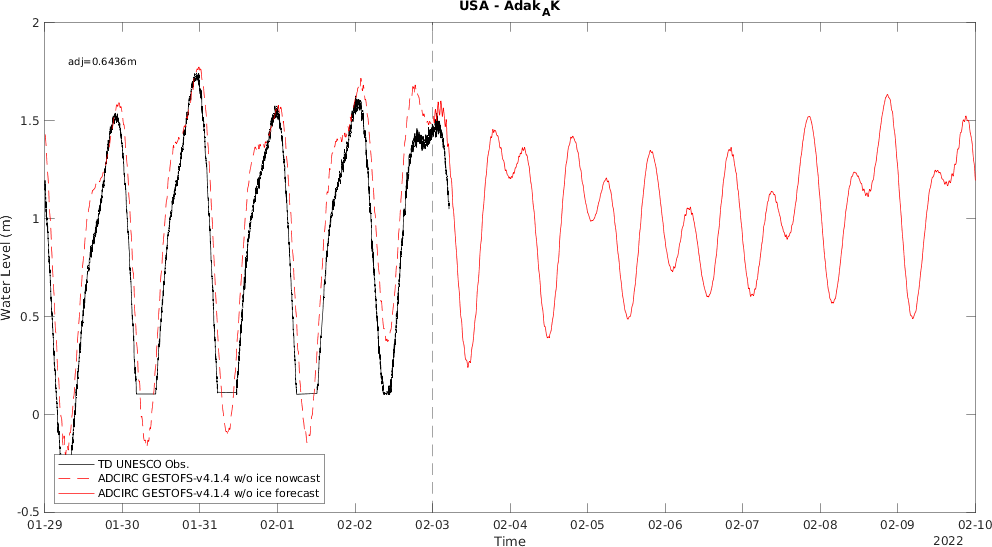 USA - Adak_AK
2
adj=0.6436m
1.5
1
0.5
0
-0.5
Water Level (m)
TD UNESCO Obs.
ADCIRC GESTOFS-v4.1.4 w/o ice nowcast
ADCIRC GESTOFS-v4.1.4 w/o ice forecast
01-29 01-30 01-31 02-01 02-02 02-03 02-04 02-05 02-06 02-07 02-08 02-09 02-10
Time
2022